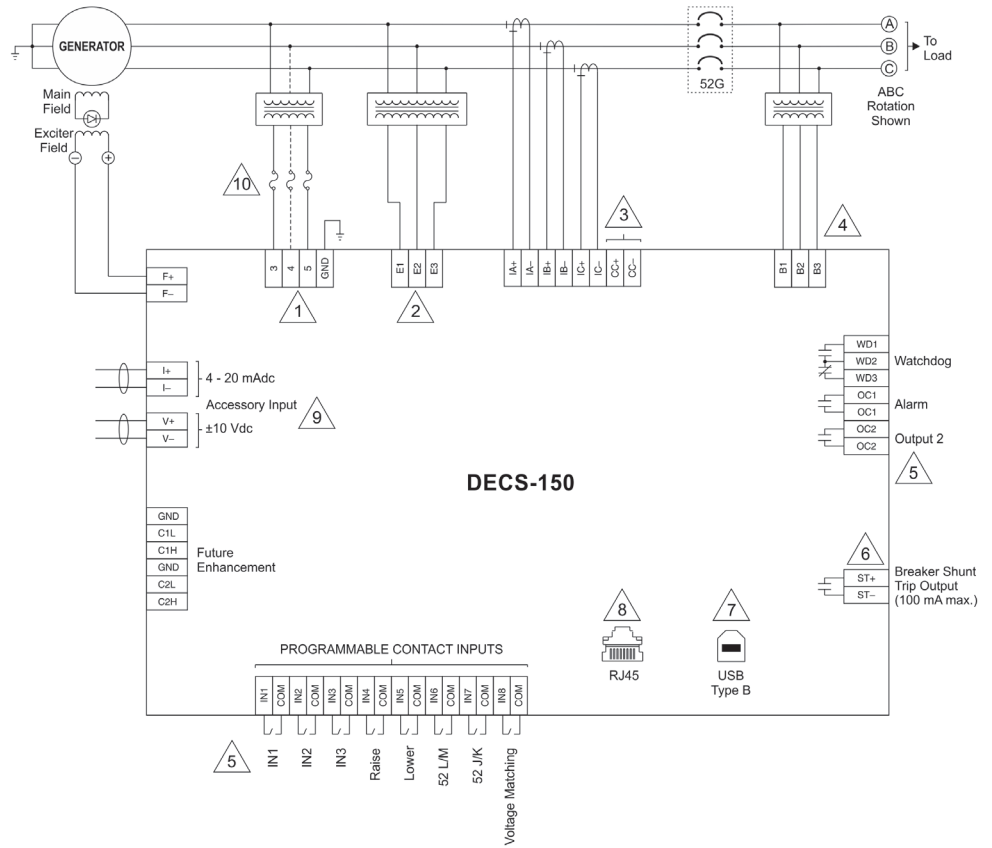 GENERATOR
A
B
C
To
Load
52G
ABC
Rotation
Shown
Main
Field
Exciter
Field
−
+
10
3
4
F+
F–
3
4
5
GND
E1
E2
E3
IA+
IA–
IB+
IB–
IC+
IC–
CC+
CC–
B1
B2
B3
1
2
I+
I–
4 - 20 mAdc
Accessory Input
9
V+
V–
±10 Vdc
WD1
WD2
WD3
Watchdog
OC1
OC1
Alarm
OC2
OC2
Output 2
5
DECS-150
GND
C1L
C1H
GND
C2L
C2H
Future
Enhancement
6
ST+
ST–
Breaker Shunt
Trip Output
(100 mA max.)
8
RJ45
7
USB
Type B
PROGRAMMABLE CONTACT INPUTS
IN1
COM
IN2
COM
IN3
COM
IN4
COM
IN5
COM
IN6
COM
IN7
COM
IN8
COM
5
IN1
IN2
IN3
Raise
Lower
52 L/M
52 J/K
Voltage Matching